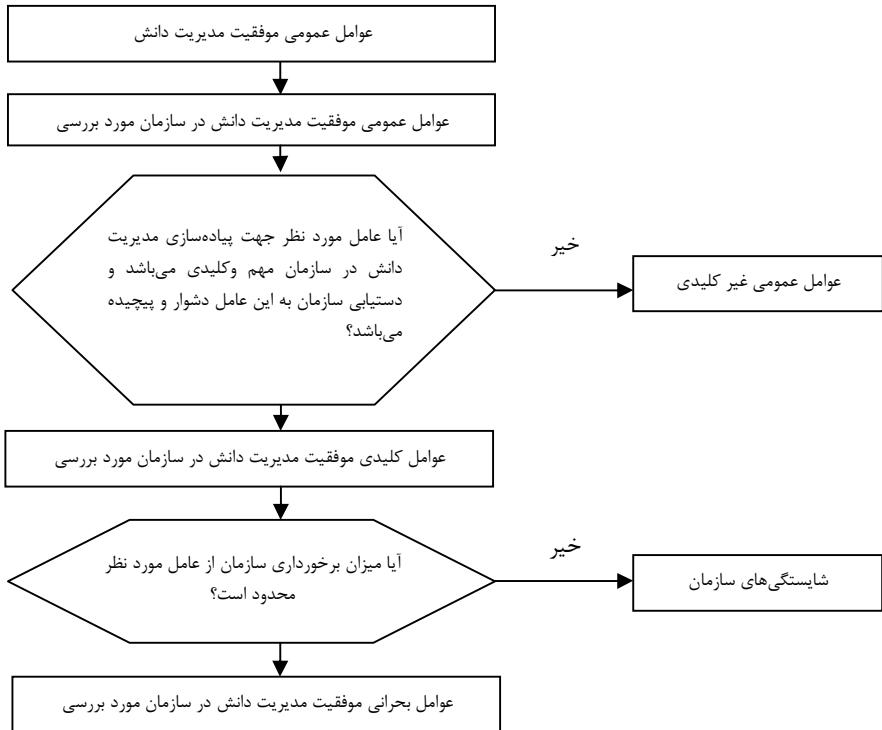 عوامل عمومی موفقیت مدیریت دانش
عوامل عمومی موفقیت مدیریت دانش در سازمان مورد بررسی
آیا عامل مورد نظر جهت پیاده‌سازی مدیریت
دانش در سازمان مهم وکلیدی می‌باشد و
دستیابی سازمان به این عامل دشوار و پیچیده
می‌باشد؟
خیر
عوامل عمومی غیر کلیدی
عوامل کلیدی موفقیت مدیریت دانش در سازمان مورد بررسی
آیا میزان برخورداری سازمان از عامل مورد نظر
محدود است؟
خیر
شایستگی‌های سازمان
عوامل بحرانی موفقیت مدیریت دانش در سازمان مورد بررسی